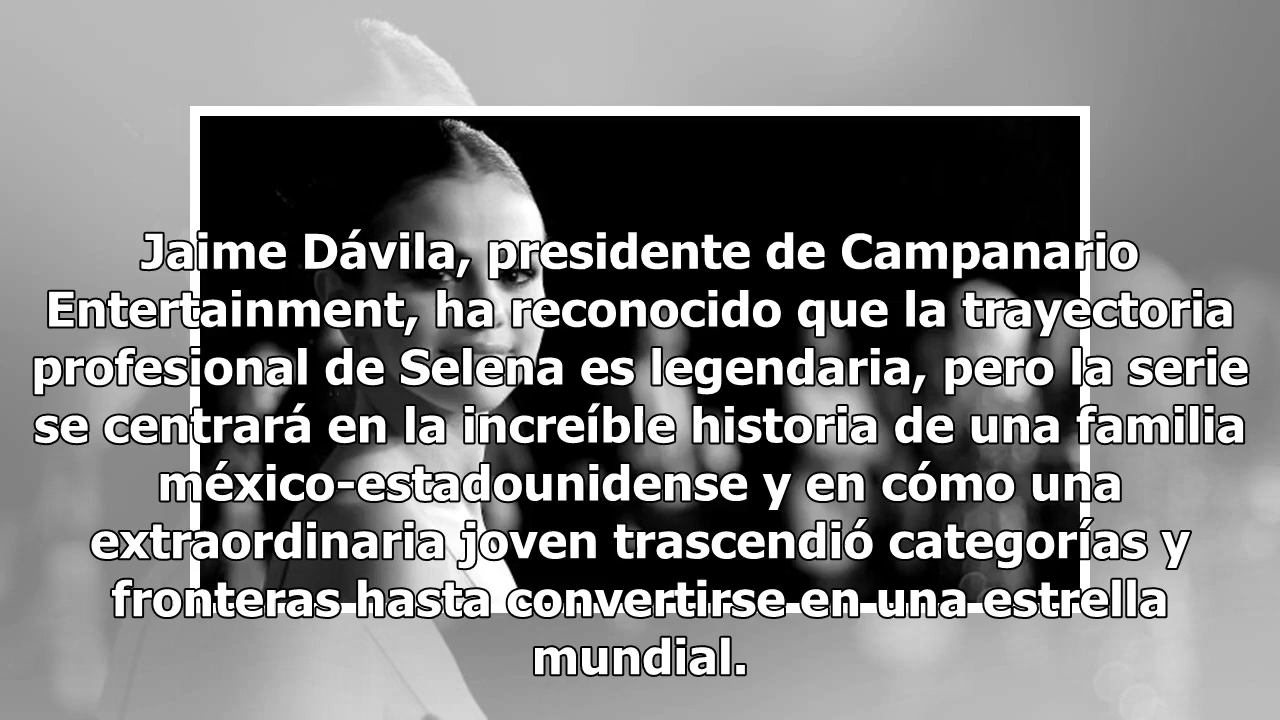 Jaime Dávila, presidente de Campanario
Entertainment, ha reconocido que la trayectoria
profesional de Selena es legendaria, pero la serie
se centrará en la increíble historia de una familia
méxico-estadounidense y en cómo una
extraordinaria joven trascendió categorías y
fronteras hasta convertirse en una estrella
mundial.